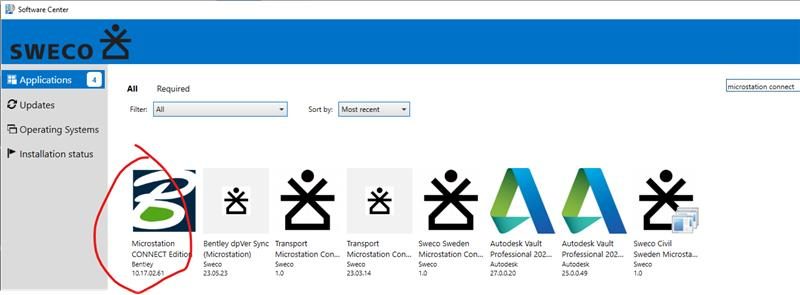 Software Center
SWECO
Applications 4
Updates
Operating Systems
Installation status
All Required
microstation connect
Filter: All Sort by: Most recent
Microstation
CONNECT Edition
Bentley
10.17.02.61
Bentley dpVer Sync
(Microstation)
Sweco
23.05.23
Transport
Microstation Con...
Sweco
1.0
Transport
Microstation Con...
Sweco
23.03.14
Sweco Sweden
Microstation Con...
Sweco
1.0
Autodesk Vault
Professional 202...
Autodesk
27.0.0.20
Autodesk Vault
Professional 202...
Autodesk
25.0.0.49
Sweco Civil
Sweden Microsta...
Sweco
1.0